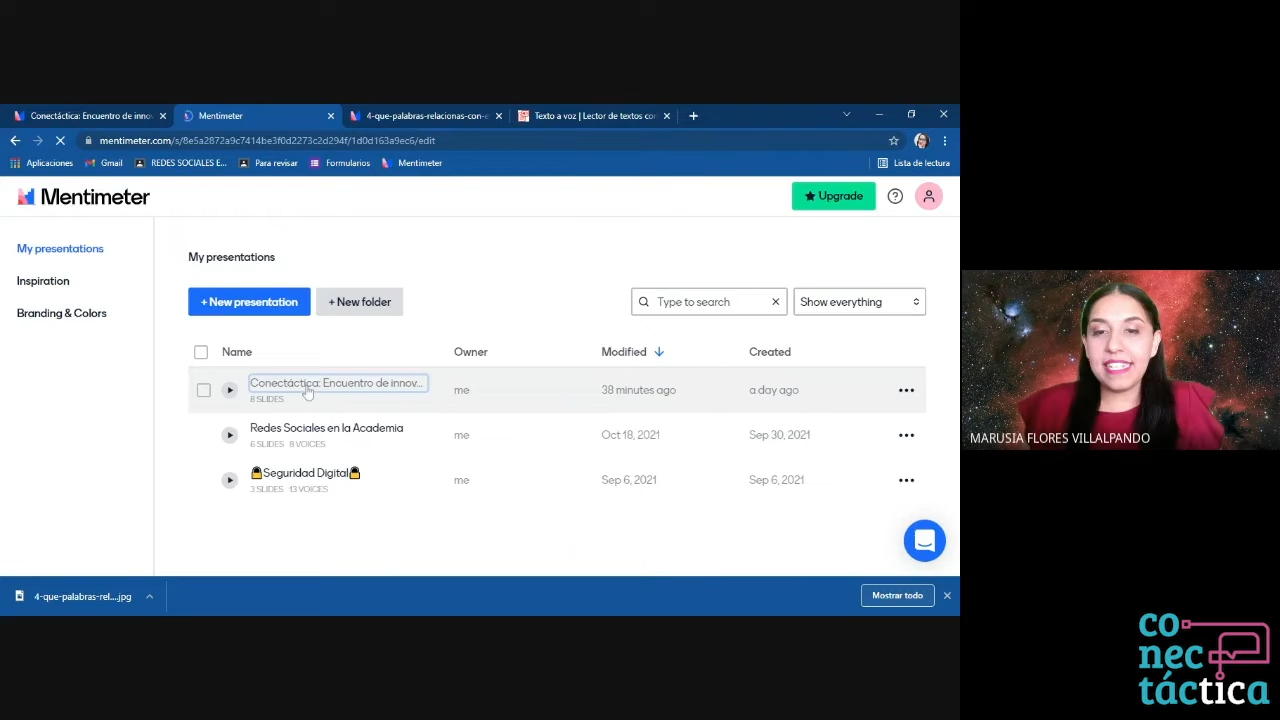 Conectáctica: Encuentro de innov
Mentimeter
4-que-palabras-relacionas-con-e
Texto a voz | Lector de textos con
mentimeter.com/s/8e5a2872a9c7414be3f0d2273c2d294f/1d0d163a9ec6/edit
Aplicaciones
Gmail
REDES SOCIALES E...
Para revisar
Formularios
Mentimeter
Lista de lectura
Mentimeter
Upgrade
My presentations
Inspiration
Branding & Colors
My presentations
+ New presentation
+ New folder
Type to search
Show everything
Name Owner Modified Created
Conectáctica: Encuentro de innov... me 38 minutes ago a day ago
8 SLIDES
Redes Sociales en la Academia me Oct 18, 2021 Sep 30, 2021
6 SLIDES 8 VOICES
Seguridad Digital me Sep 6, 2021 Sep 6, 2021
3 SLIDES 13 VOICES
4-que-palabras-rel....jpg
Mostrar todo
MARUSIA FLORES VILLALPANDO
co
nec
táctica